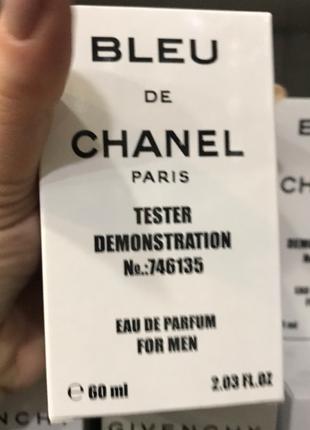 BLEU
DE
CHANEL
PARIS
TESTER
DEMONSTRATION
№.:746135
EAU DE PARFUM
FOR MEN
℮ 60 ml 2.03 FL.OZ
GIVENCHY